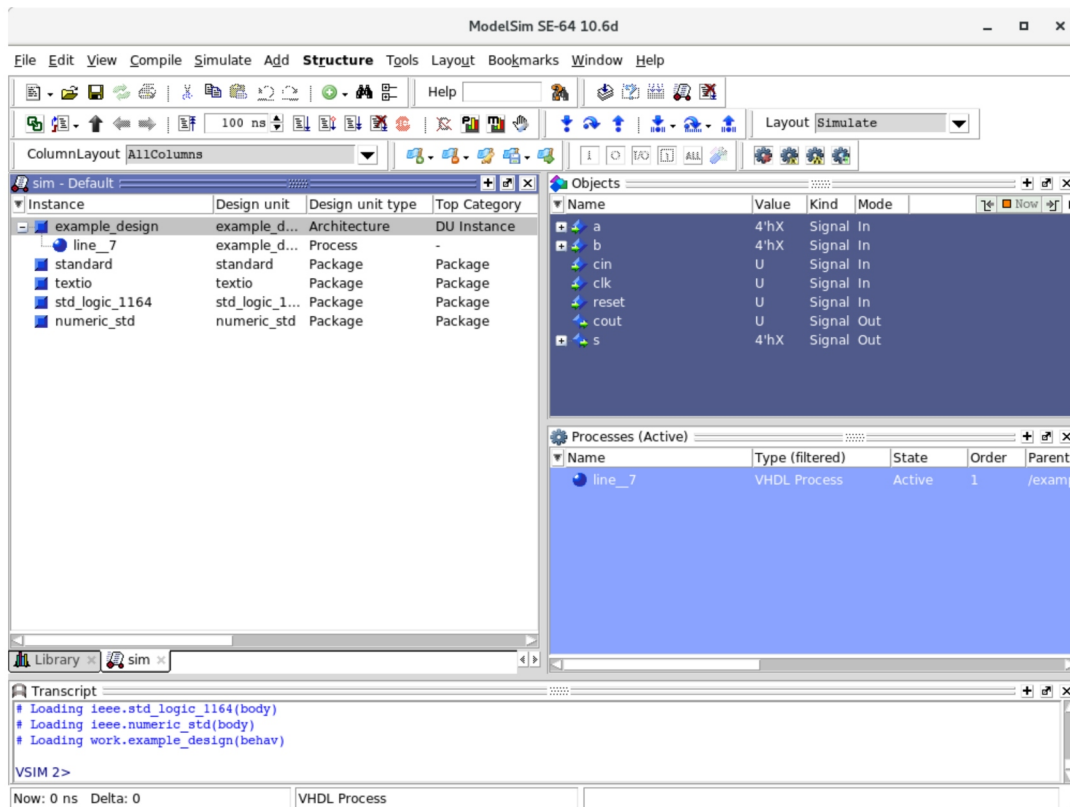 ModelSim SE-64 10.6d
File Edit View Compile Simulate Add Structure Tools Layout Bookmarks Window Help
Help
100 ns
Layout Simulate
ColumnLayout AllColumns
sim - Default
Instance Design unit Design unit type Top Category
example_design example_d... Architecture DU Instance
line__7 example_d... Process -
standard standard Package Package
textio textio Package Package
std_logic_1164 std_logic_1... Package Package
numeric_std numeric_std Package Package
Library sim
Objects
Name Value Kind Mode Now
a 4'hX Signal In
b 4'hX Signal In
cin U Signal In
clk U Signal In
reset U Signal In
cout U Signal Out
s 4'hX Signal Out
Processes (Active)
Name Type (filtered) State Order Parent
line__7 VHDL Process Active 1 /examp
Transcript
# Loading ieee.std_logic_1164(body)
# Loading ieee.numeric_std(body)
# Loading work.example_design(behav)
VSIM 2>
Now: 0 ns Delta: 0 VHDL Process